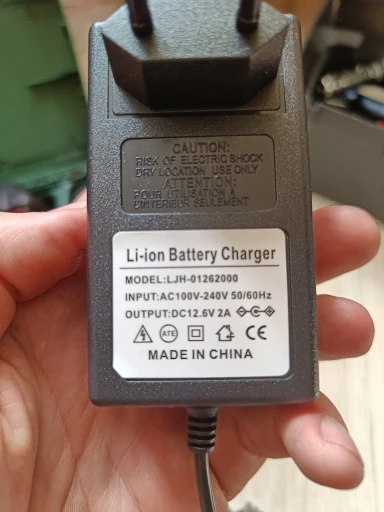 CAUTION:
RISK OF ELECTRIC SHOCK
DRY LOCATION USE ONLY
ATTENTION:
POUR UTILISATION À
L'INTERIEUR SEULEMENT
Li-ion Battery Charger
MODEL:LJH-01262000
INPUT:AC100V-240V 50/60Hz
OUTPUT:DC12.6V 2A
ATE CE
MADE IN CHINA